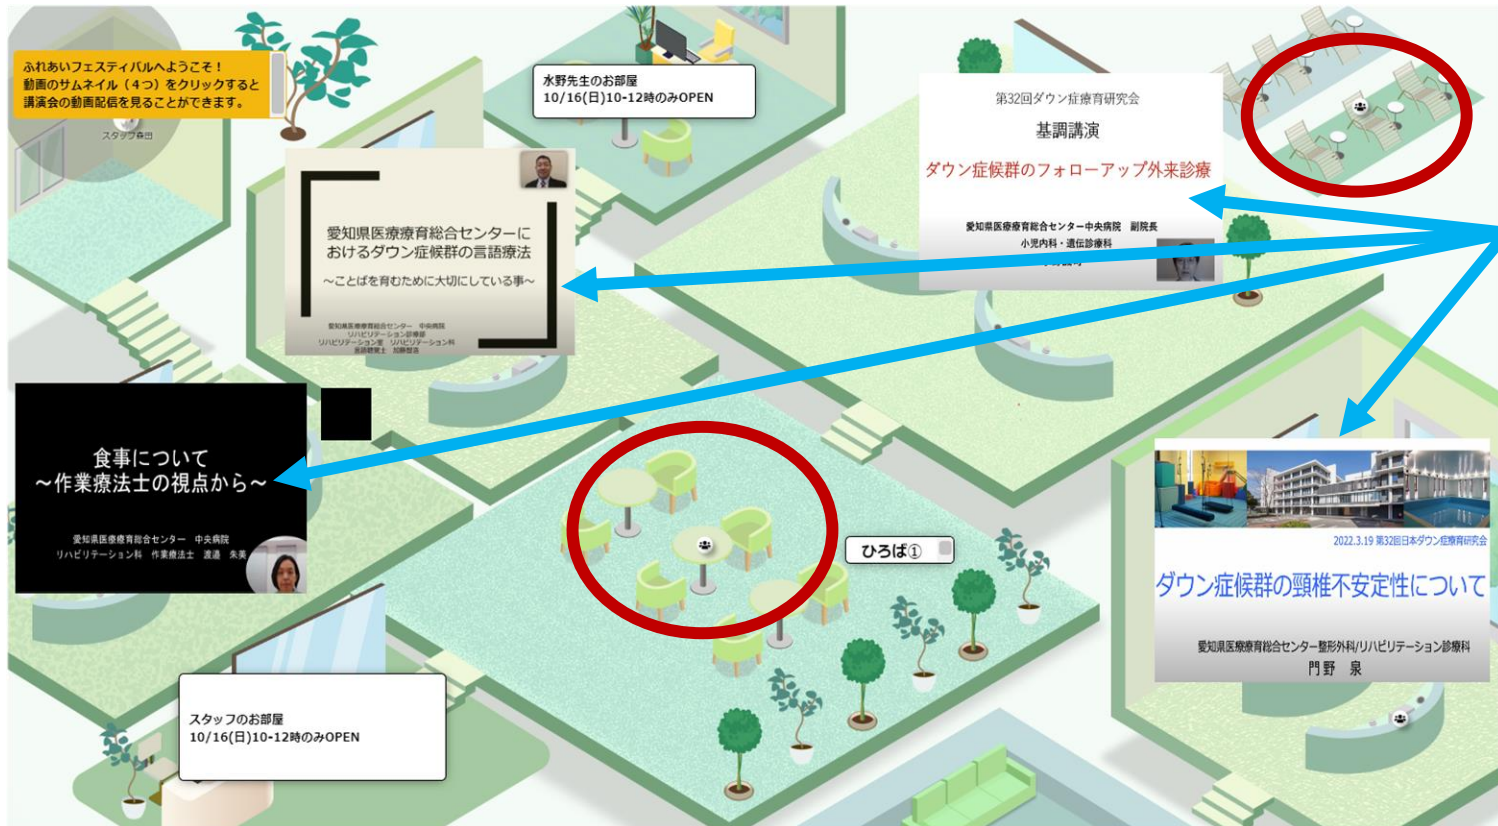 ふれあいフェスティバルへようこそ！
動画のサムネイル（４つ）をクリックすると
講演会の動画配信を見ることができます。
スタッフ森田
水野先生のお部屋
10/16(日)10-12時のみOPEN
第32回ダウン症療育研究会
基調講演
ダウン症候群のフォローアップ外来診療
愛知県医療療育総合センター中央病院　副院長
小児内科・遺伝診療科
愛知県医療療育総合センターに
おけるダウン症候群の言語療法
～ことばを育むために大切にしている事～
愛知県医療療育総合センター　中央病院
リハビリテーション診療部
リハビリテーション室　リハビリテーション科
言語聴覚士　加藤
食事について
～作業療法士の視点から～
愛知県医療療育総合センター　中央病院
リハビリテーション科　作業療法士　渡邉　朱美
ひろば①
2022.3.19 第32回日本ダウン症療育研究会
ダウン症候群の頸椎不安定性について
愛知県医療療育総合センター整形外科/リハビリテーション診療科
門野　泉
スタッフのお部屋
10/16(日)10-12時のみOPEN